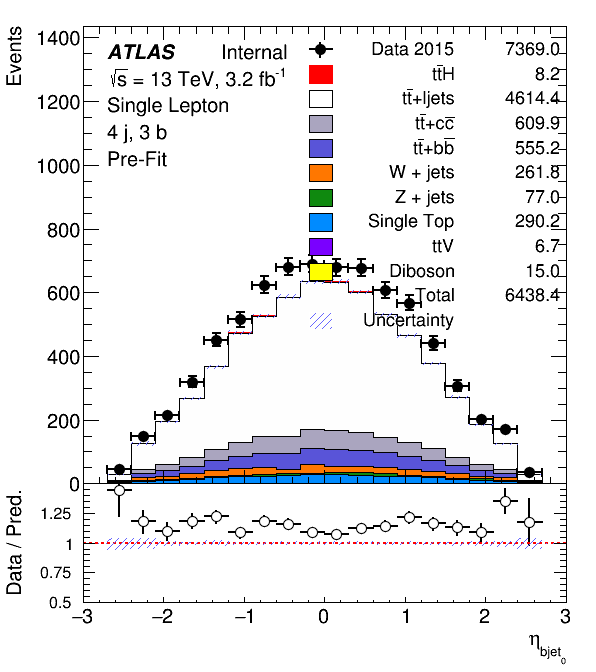 Events
1400
1200
1000
800
600
400
200
0
ATLAS Internal
√s = 13 TeV, 3.2 fb⁻¹
Single Lepton
4 j, 3 b
Pre-Fit
Data 2015 7369.0
tt̄H 8.2
tt̄+ljets 4614.4
tt̄+cc̄ 609.9
tt̄+bb̄ 555.2
W + jets 261.8
Z + jets 77.0
Single Top 290.2
ttV 6.7
Diboson 15.0
Total 6438.4
Uncertainty
Data / Pred.
1.25
1
0.75
0.5
−3 −2 −1 0 1 2 3
η_bjet_0